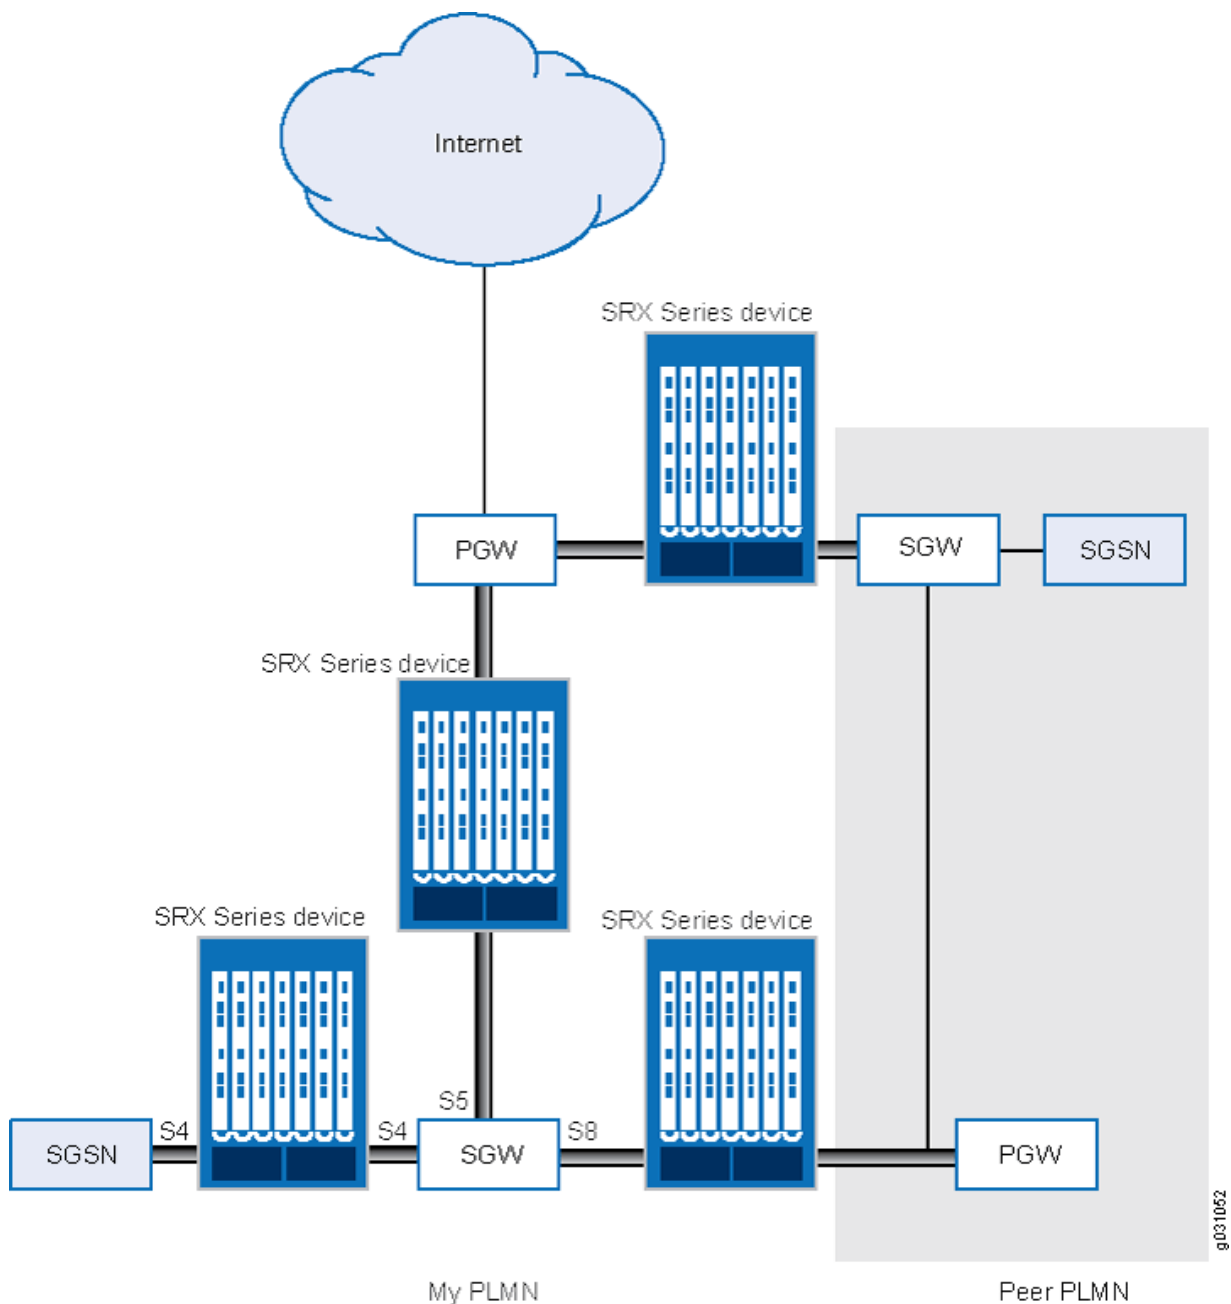 Internet
SRX Series device
PGW
SGW
SGSN
SRX Series device
SRX Series device
SRX Series device
S5
SGSN
S4
S4
SGW
S8
PGW
g031052
My PLMN
Peer PLMN